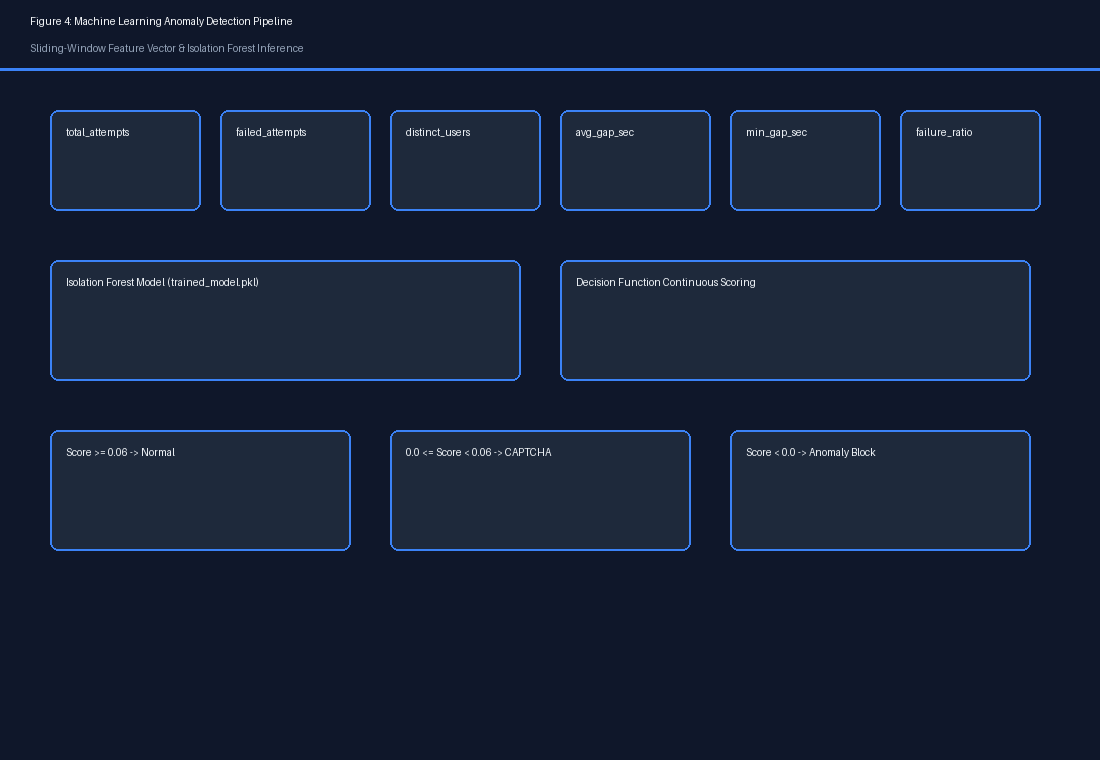 Figure 4: Machine Learning Anomaly Detection Pipeline
Sliding-Window Feature Vector & Isolation Forest Inference
total_attempts
failed_attempts
distinct_users
avg_gap_sec
min_gap_sec
failure_ratio
Isolation Forest Model (trained_model.pkl)
Decision Function Continuous Scoring
Score >= 0.06 -> Normal
0.0 <= Score < 0.06 -> CAPTCHA
Score < 0.0 -> Anomaly Block